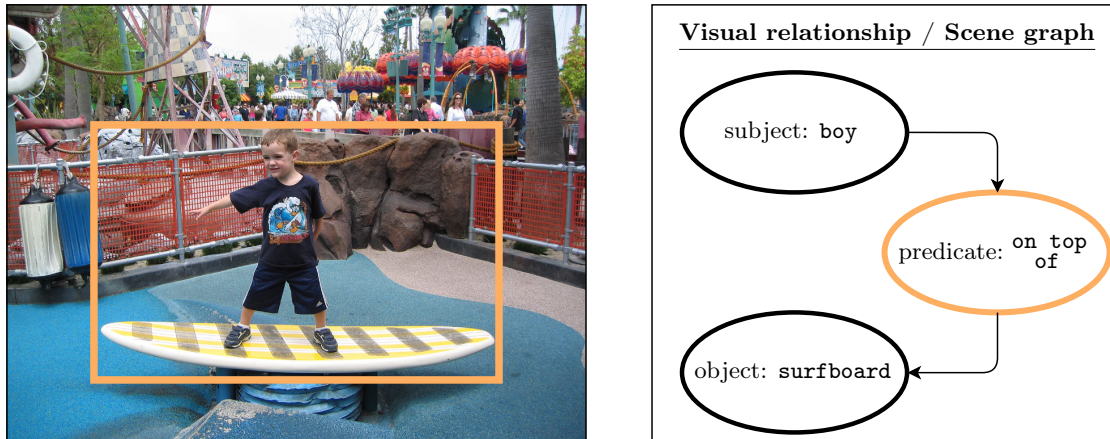 Visual relationship / Scene graph
subject: boy
predicate: on top
of
object: surfboard